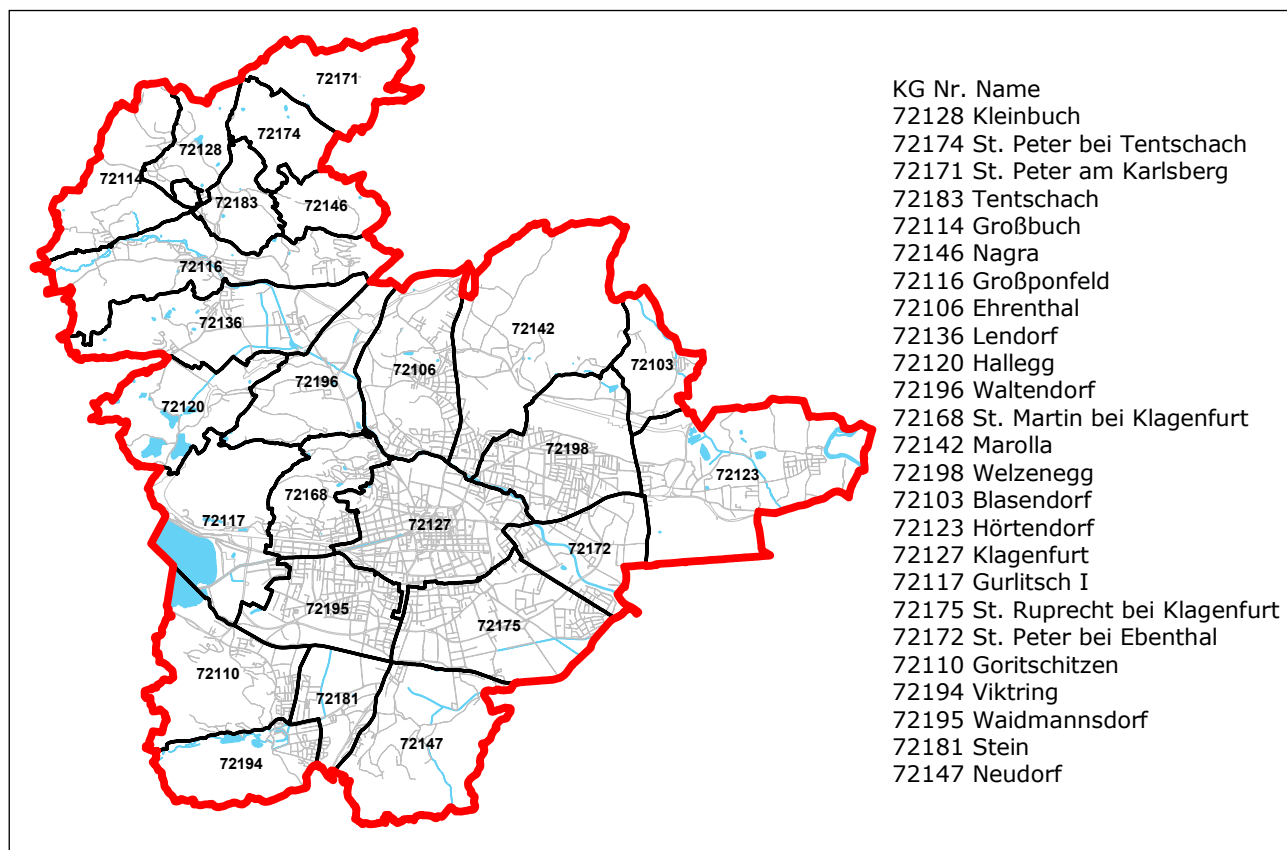 72171
72174
72128
72114
72183
72146
72116
72136
72142
72106
72103
72196
72120
72198
72123
72168
72117
72127
72172
72195
72175
72110
72181
72147
72194
KG Nr. Name
72128 Kleinbuch
72174 St. Peter bei Tentschach
72171 St. Peter am Karlsberg
72183 Tentschach
72114 Großbuch
72146 Nagra
72116 Großponfeld
72106 Ehrenthal
72136 Lendorf
72120 Hallegg
72196 Waltendorf
72168 St. Martin bei Klagenfurt
72142 Marolla
72198 Welzenegg
72103 Blasendorf
72123 Hörtendorf
72127 Klagenfurt
72117 Gurlitsch I
72175 St. Ruprecht bei Klagenfurt
72172 St. Peter bei Ebenthal
72110 Goritschitzen
72194 Viktring
72195 Waidmannsdorf
72181 Stein
72147 Neudorf